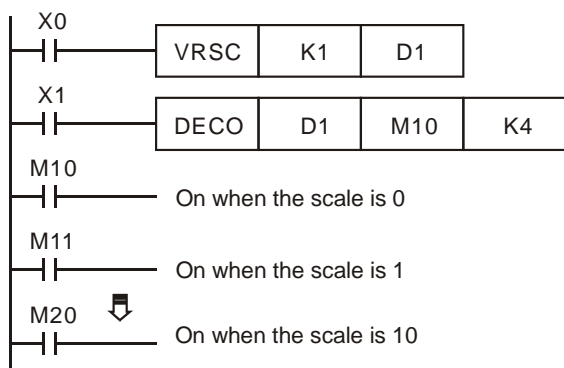 X0
VRSC K1 D1
X1
DECO D1 M10 K4
M10
On when the scale is 0
M11
On when the scale is 1
M20
On when the scale is 10